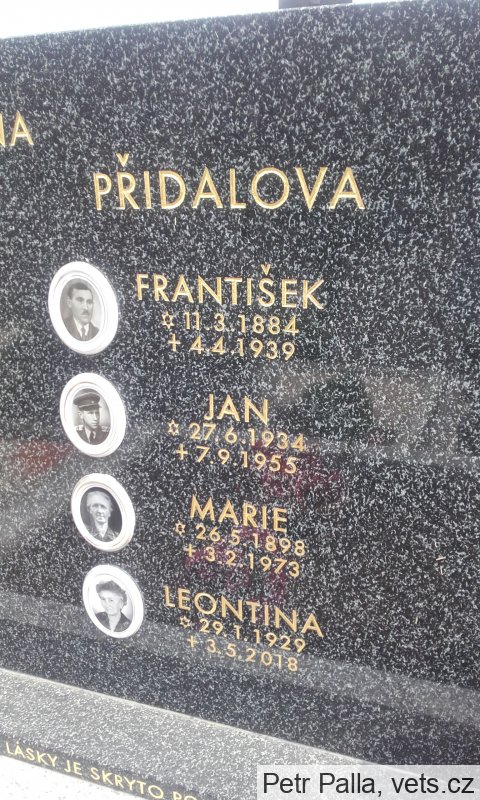 PŘIDALOVA
FRANTIŠEK
✡ 11.3.1884
+ 4.4.1939
JAN
✡ 27.6.1934
+ 7.9.1955
MARIE
✡ 26.5.1898
+ 3.2.1973
LEONTINA
✡ 29.1.1929
+ 3.5.2018
LÁSKY JE SKRYTO
Petr Palla, vets.cz